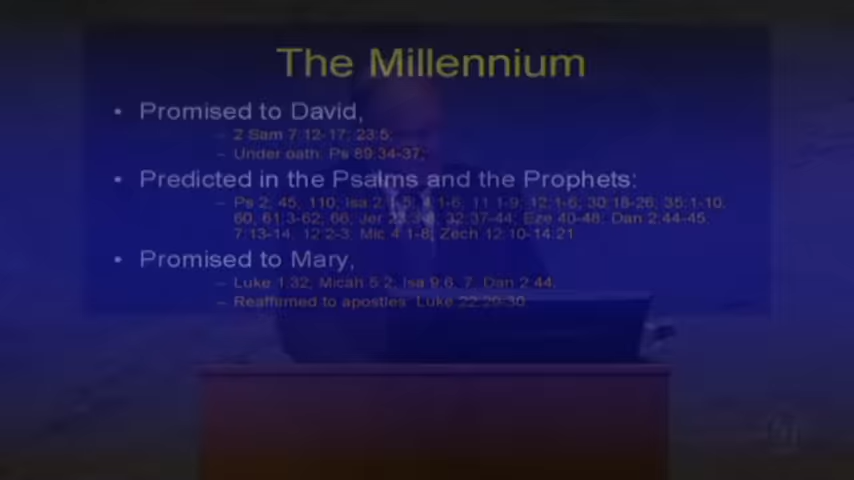 The Millennium
• Promised to David,
– 2 Sam 7:12-17; 23:5;
– Under oath: Ps 89:34-37;
• Predicted in the Psalms and the Prophets:
– Ps 2, 45, 110; Isa 2:1-5; 4:1-6; 11:1-9; 12:1-6; 30:18-26; 35:1-10,
60, 61:3-62, 66; Jer 32:37-44; Eze 40-48; Dan 2:44-45,
7:13-14, 12:2-3; Mic 4:1-8; Zech 12:10-14:21
• Promised to Mary,
– Luke 1:32; Micah 5:2; Isa 9:6, 7; Dan 2:44;
– Reaffirmed to apostles: Luke 22:29-30